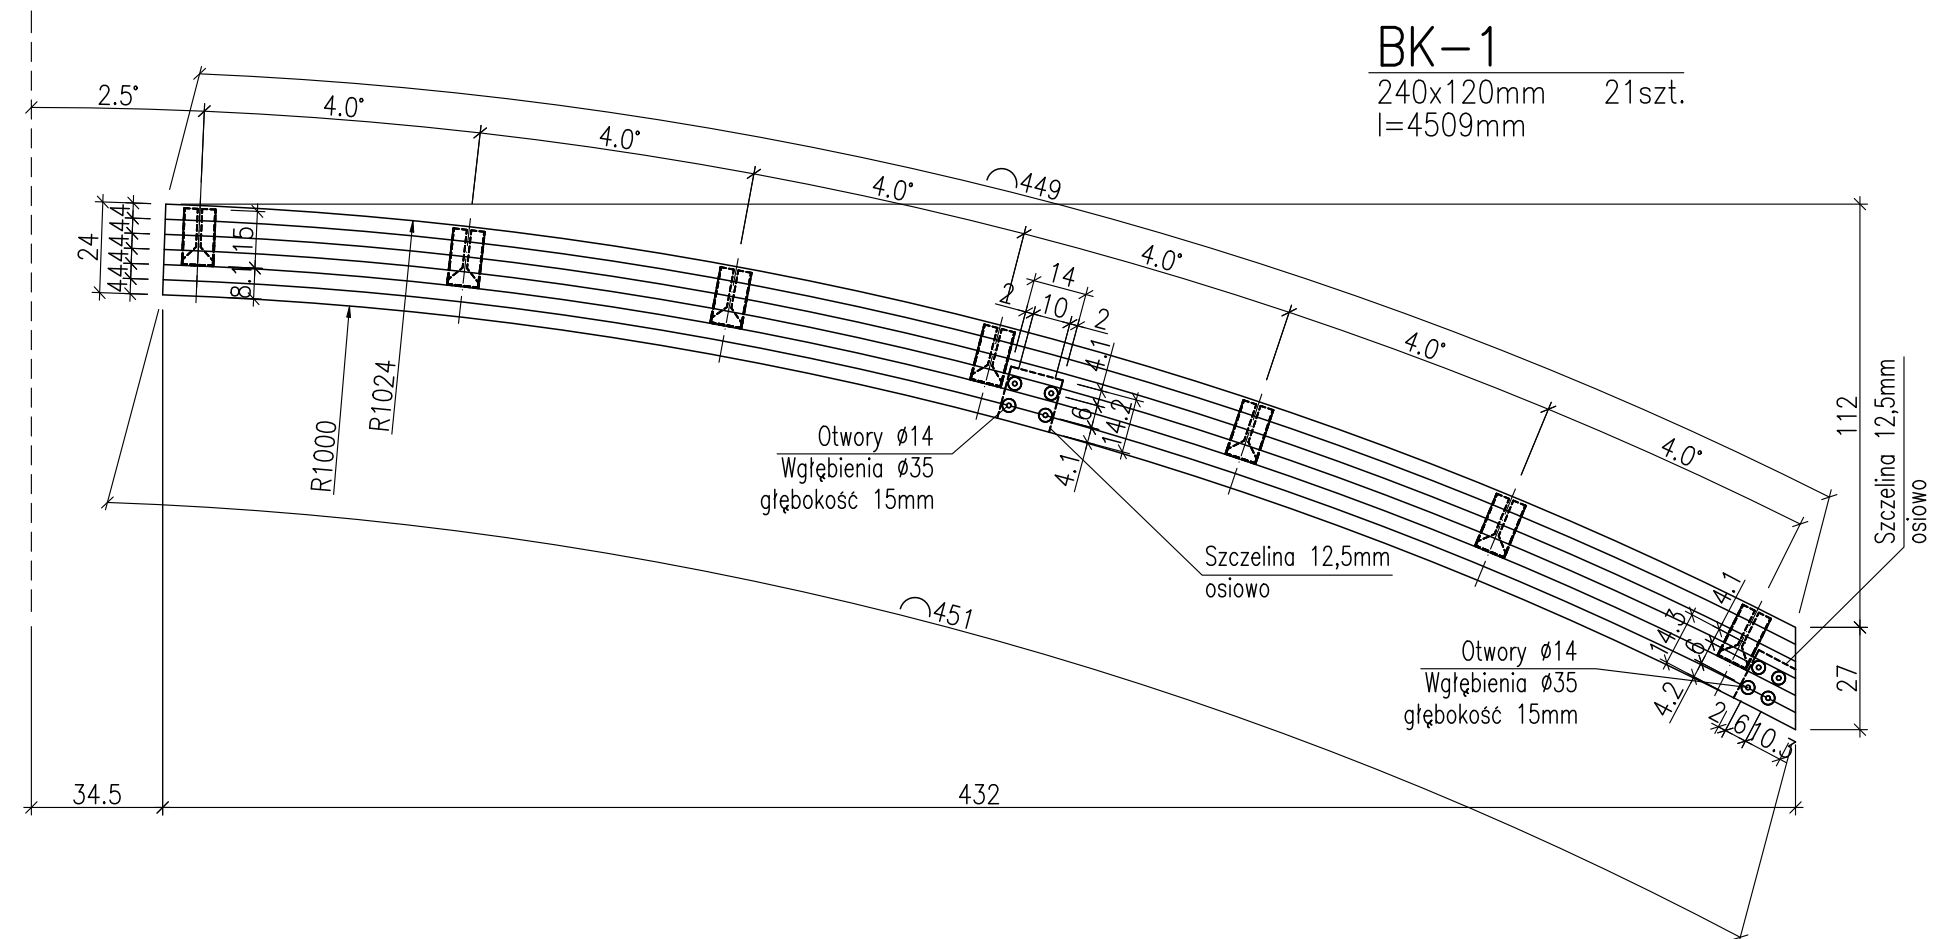 BK-1
240x120mm 21szt.
l=4509mm
2.5°
4.0°
4.0°
4.0°
4.0°
4.0°
4.0°
449
24
4
4
4
4
4
4
15
8.1
R1000
R1024
2
14
10
2
4.1
6
14.2
4.1
Otwory ø14
Wgłębienia ø35
głębokość 15mm
Szczelina 12,5mm
osiowo
112
Szczelina 12,5mm
osiowo
451
4.1
14.3
6
4.2
Otwory ø14
Wgłębienia ø35
głębokość 15mm
27
2
6
10.3
34.5
432